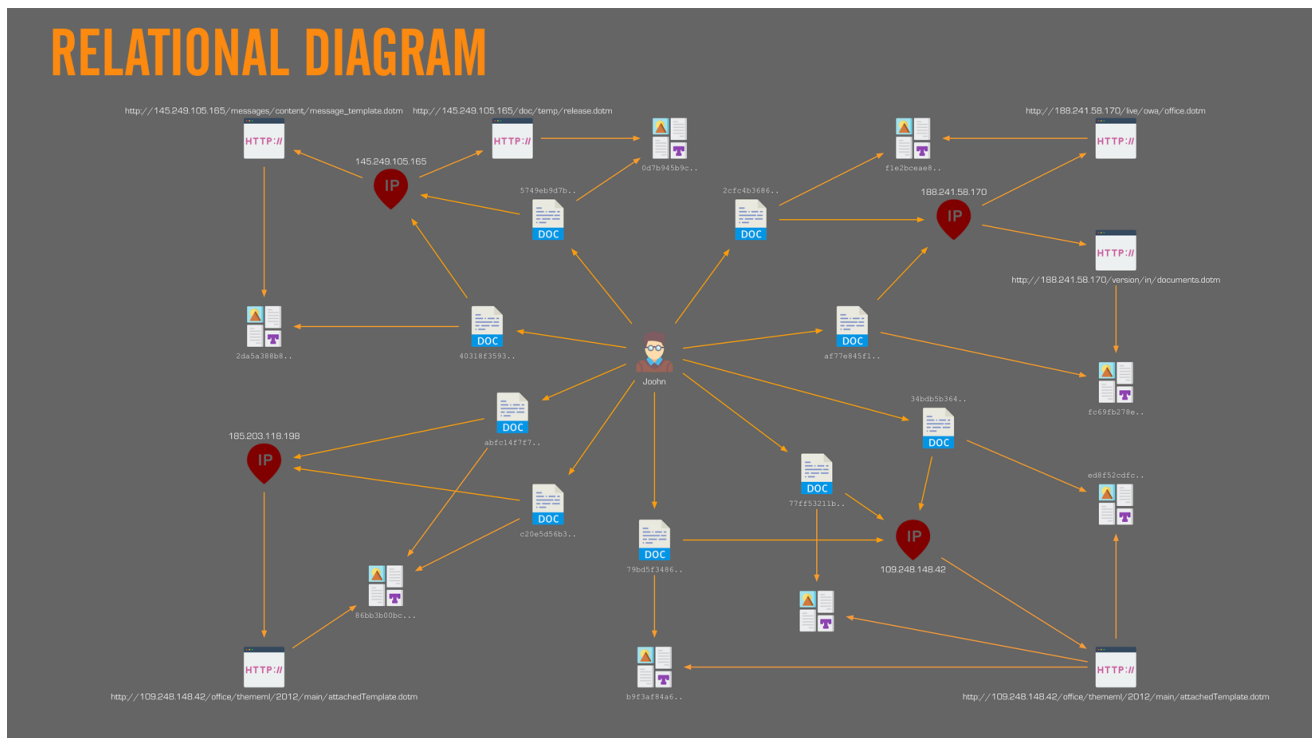 RELATIONAL DIAGRAM
http://145.249.105.165/messages/content/message_template.dotm
http://145.249.105.165/doc/temp/release.dotm
http://188.241.58.170/live/owa/office.dotm
HTTP://
HTTP://
HTTP://
145.249.105.165
IP
0d7b945b9c..
f1e2bceae8..
5749eb9d7b..
2cfc4b3686..
188.241.58.170
IP
DOC
DOC
HTTP://
http://188.241.58.170/version/in/documents.dotm
2da5a388b8..
DOC
40318f3593..
DOC
af77e845f1..
Joohn
fc69fb278e..
34bdb5b364..
DOC
abfc14f7f7..
DOC
185.203.118.198
IP
ed8f52cdfc..
DOC
77ff53211b..
DOC
c20e5d56b3..
DOC
79bd5f3486..
IP
109.248.148.42
86bb3b00bc...
HTTP://
http://109.248.148.42/office/thememl/2012/main/attachedTemplate.dotm
b9f3af84a6..
HTTP://
http://109.248.148.42/office/thememl/2012/main/attachedTemplate.dotm